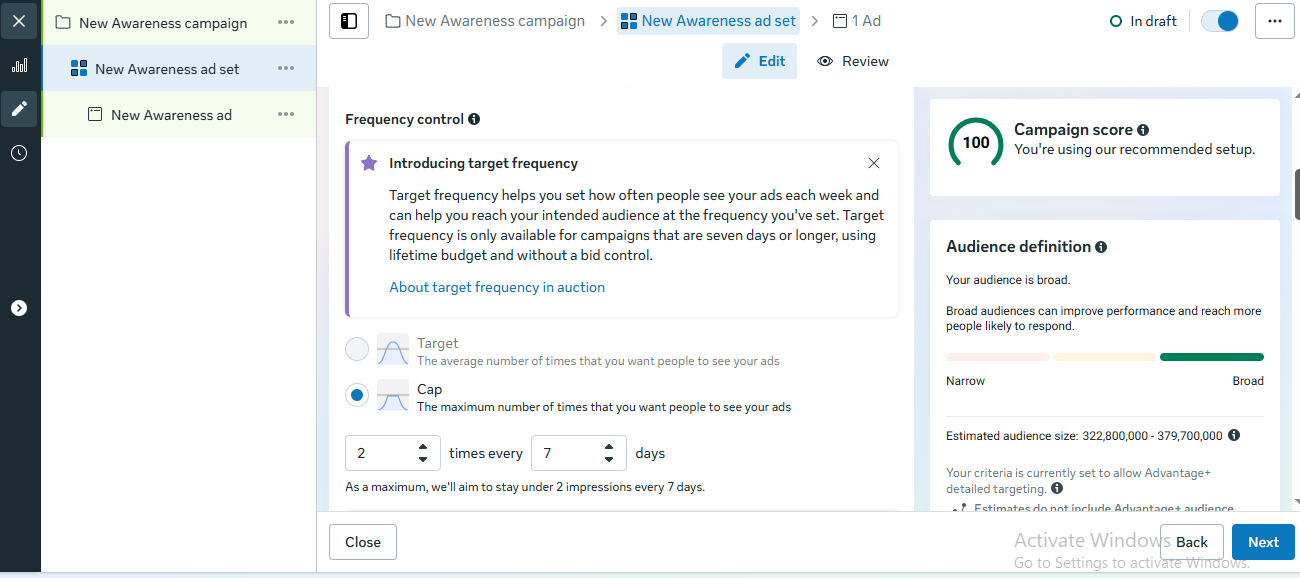 New Awareness campaign
New Awareness ad set
New Awareness ad
New Awareness campaign
New Awareness ad set
1 Ad
In draft
Edit
Review
Frequency control
Introducing target frequency
Target frequency helps you set how often people see your ads each week and
can help you reach your intended audience at the frequency you've set. Target
frequency is only available for campaigns that are seven days or longer, using
lifetime budget and without a bid control.
About target frequency in auction
Target
The average number of times that you want people to see your ads
Cap
The maximum number of times that you want people to see your ads
2 times every 7 days
As a maximum, we'll aim to stay under 2 impressions every 7 days.
100
Campaign score
You're using our recommended setup.
Audience definition
Your audience is broad.
Broad audiences can improve performance and reach more
people likely to respond.
Narrow Broad
Estimated audience size: 322,800,000 - 379,700,000
Your criteria is currently set to allow Advantage+
detailed targeting.
Estimates do not include Advantage+ audience
Close
Back
Next
Activate Windows
Go to Settings to activate Windows.